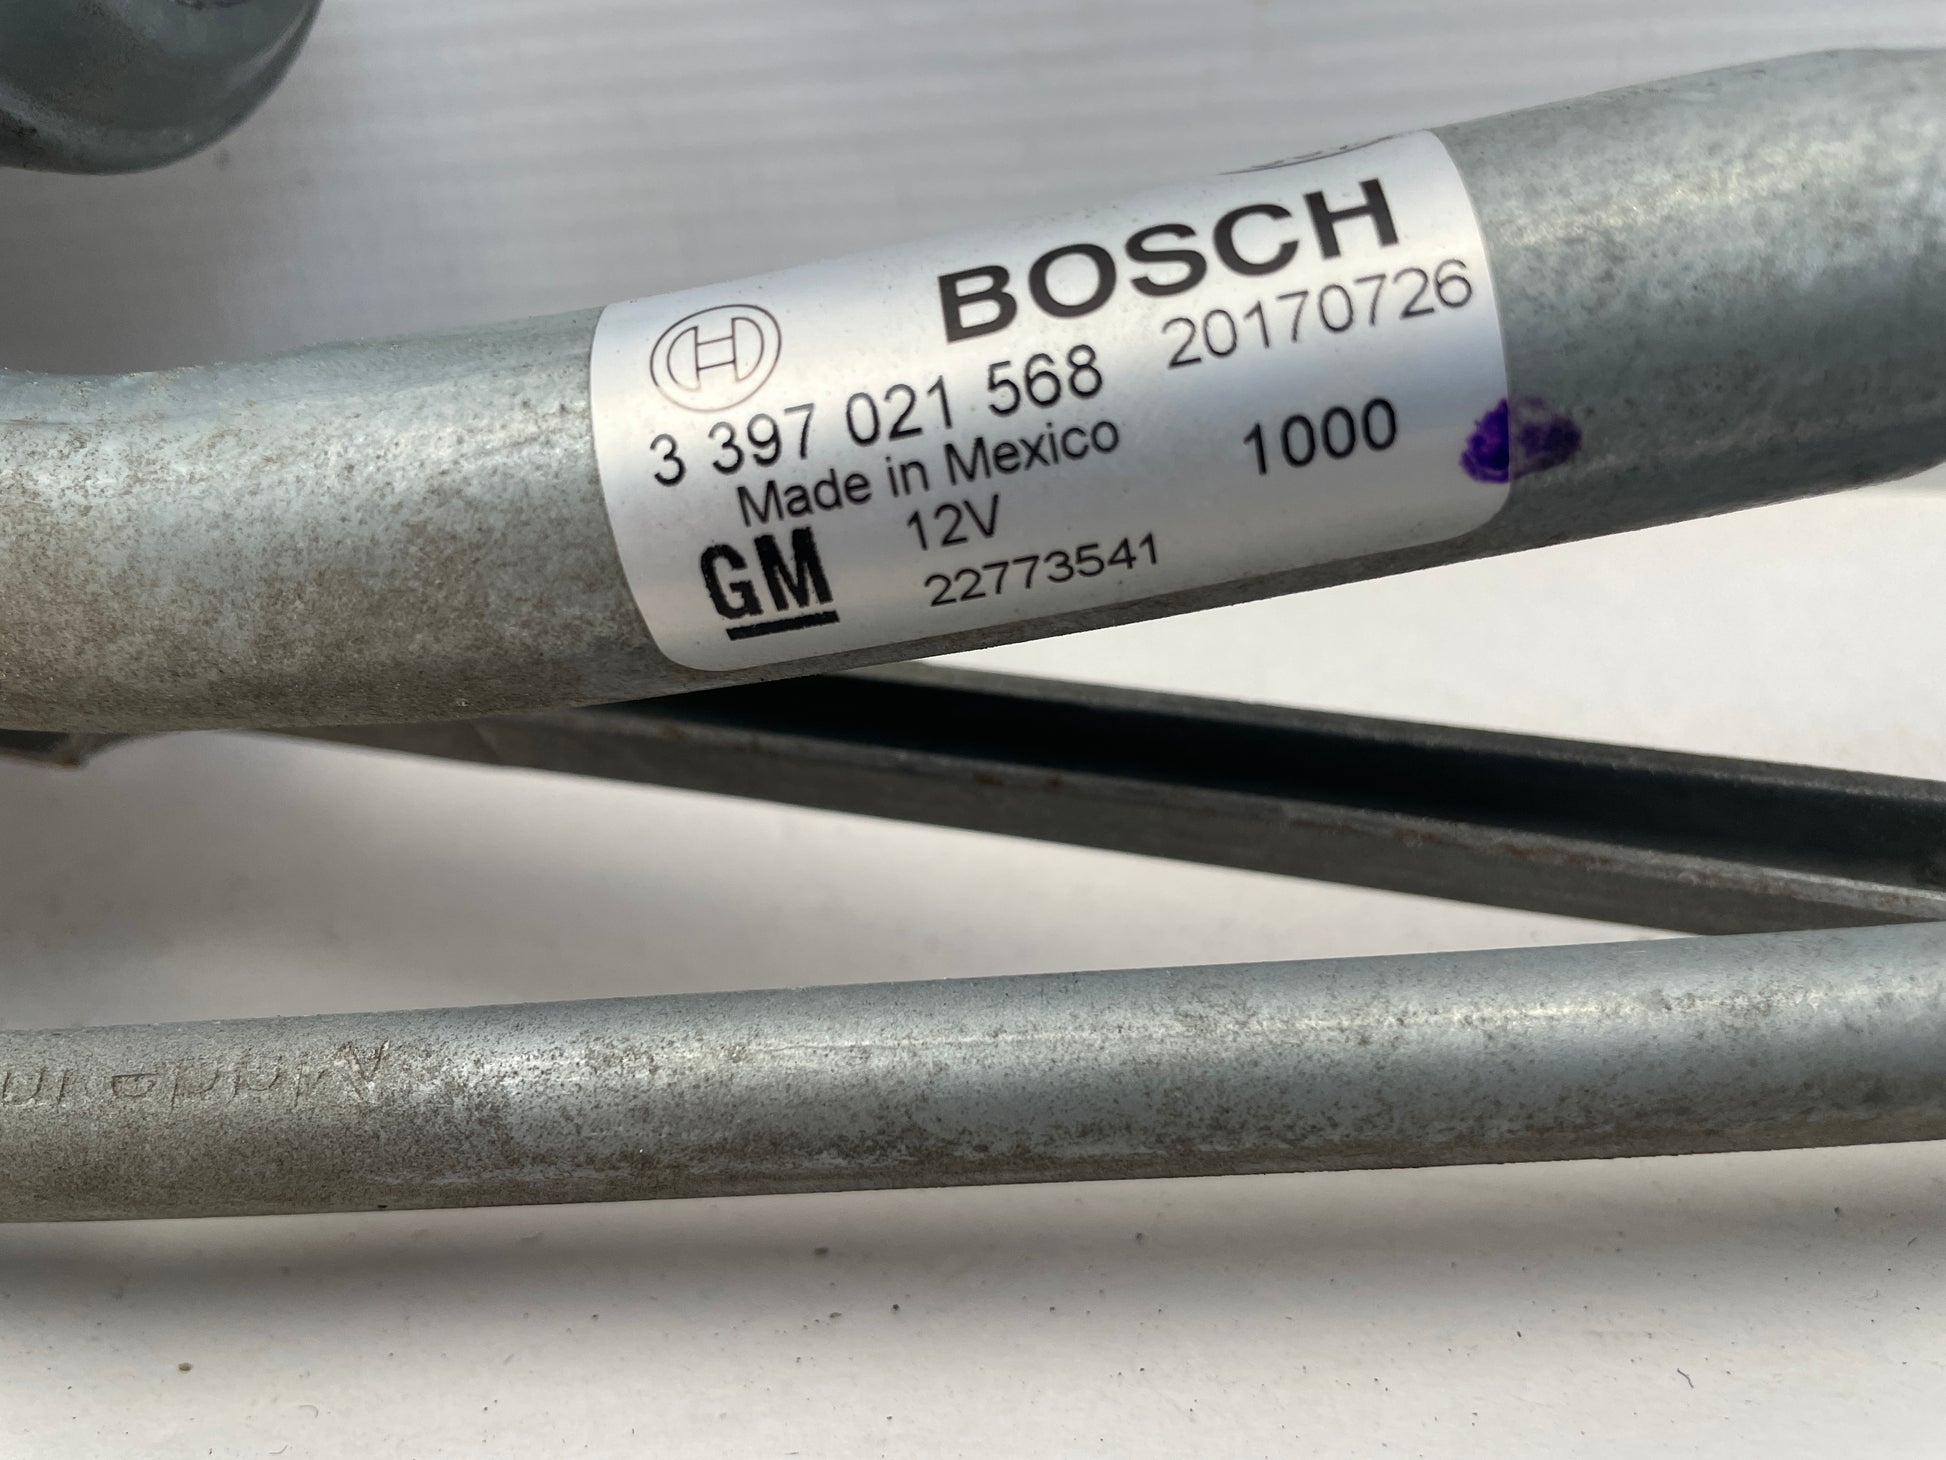 BOSCH
3 397 021 568 20170726
Made in Mexico 1000
12V
GM 22773541